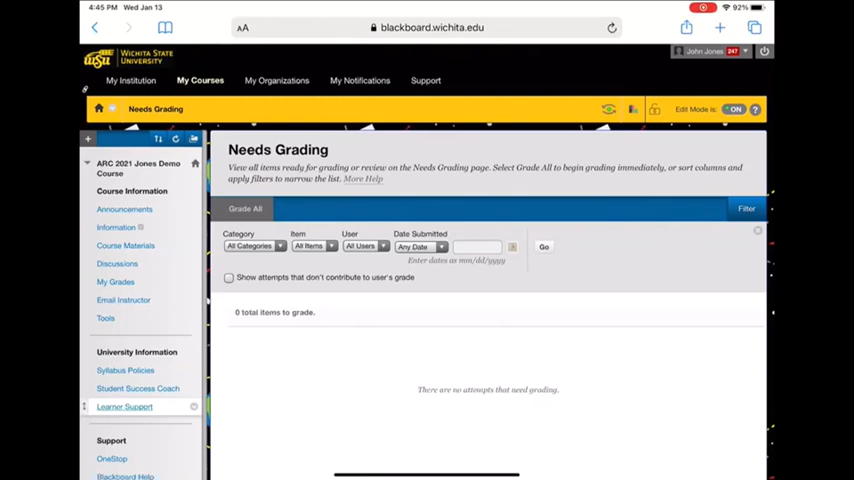 4:45 PM Wed Jan 13
92%
AA
blackboard.wichita.edu
WSU WICHITA STATE
UNIVERSITY
John Jones 247
My Institution My Courses My Organizations My Notifications Support
Needs Grading
Edit Mode is: ON ?
ARC 2021 Jones Demo
Course
Course Information
Announcements
Information
Course Materials
Discussions
My Grades
Email Instructor
Tools
University Information
Syllabus Policies
Student Success Coach
Learner Support
Support
OneStop
Blackboard Help
Needs Grading
View all items ready for grading or review on the Needs Grading page. Select Grade All to begin grading immediately, or sort columns and
apply filters to narrow the list. More Help
Grade All
Filter
Category Item User Date Submitted
All Categories All Items All Users Any Date Go
Enter dates as mm/dd/yyyy
Show attempts that don't contribute to user's grade
0 total items to grade.
There are no attempts that need grading.